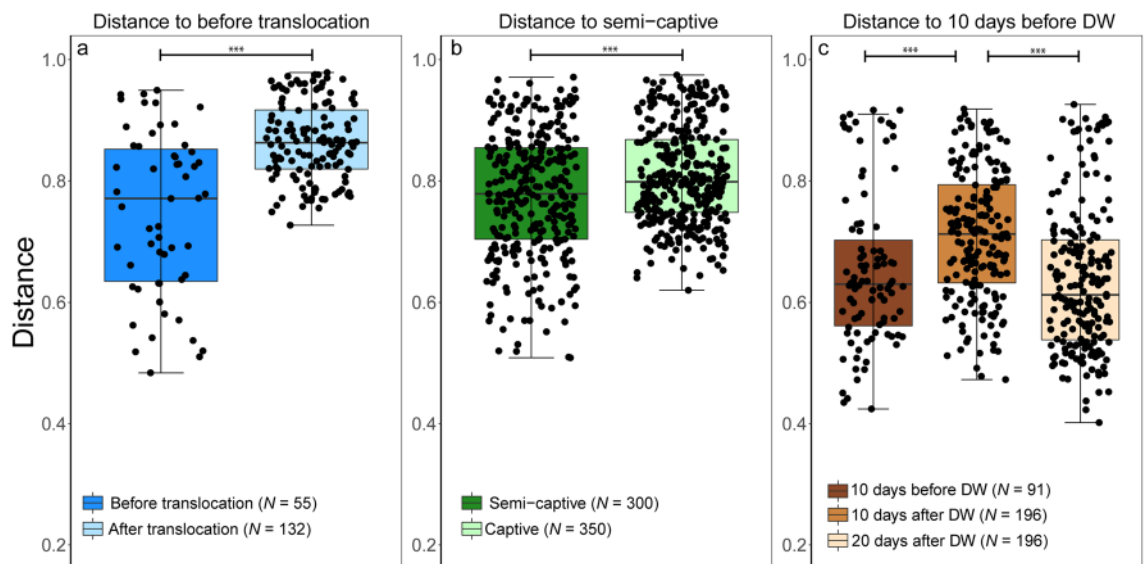 Distance to before translocation
Distance to semi-captive
Distance to 10 days before DW
a
b
c
***
***
***
***
1.0
0.8
0.6
0.4
0.2
1.0
0.8
0.6
0.4
0.2
1.0
0.8
0.6
0.4
0.2
Distance
Before translocation (N = 55)
After translocation (N = 132)
Semi-captive (N = 300)
Captive (N = 350)
10 days before DW (N = 91)
10 days after DW (N = 196)
20 days after DW (N = 196)